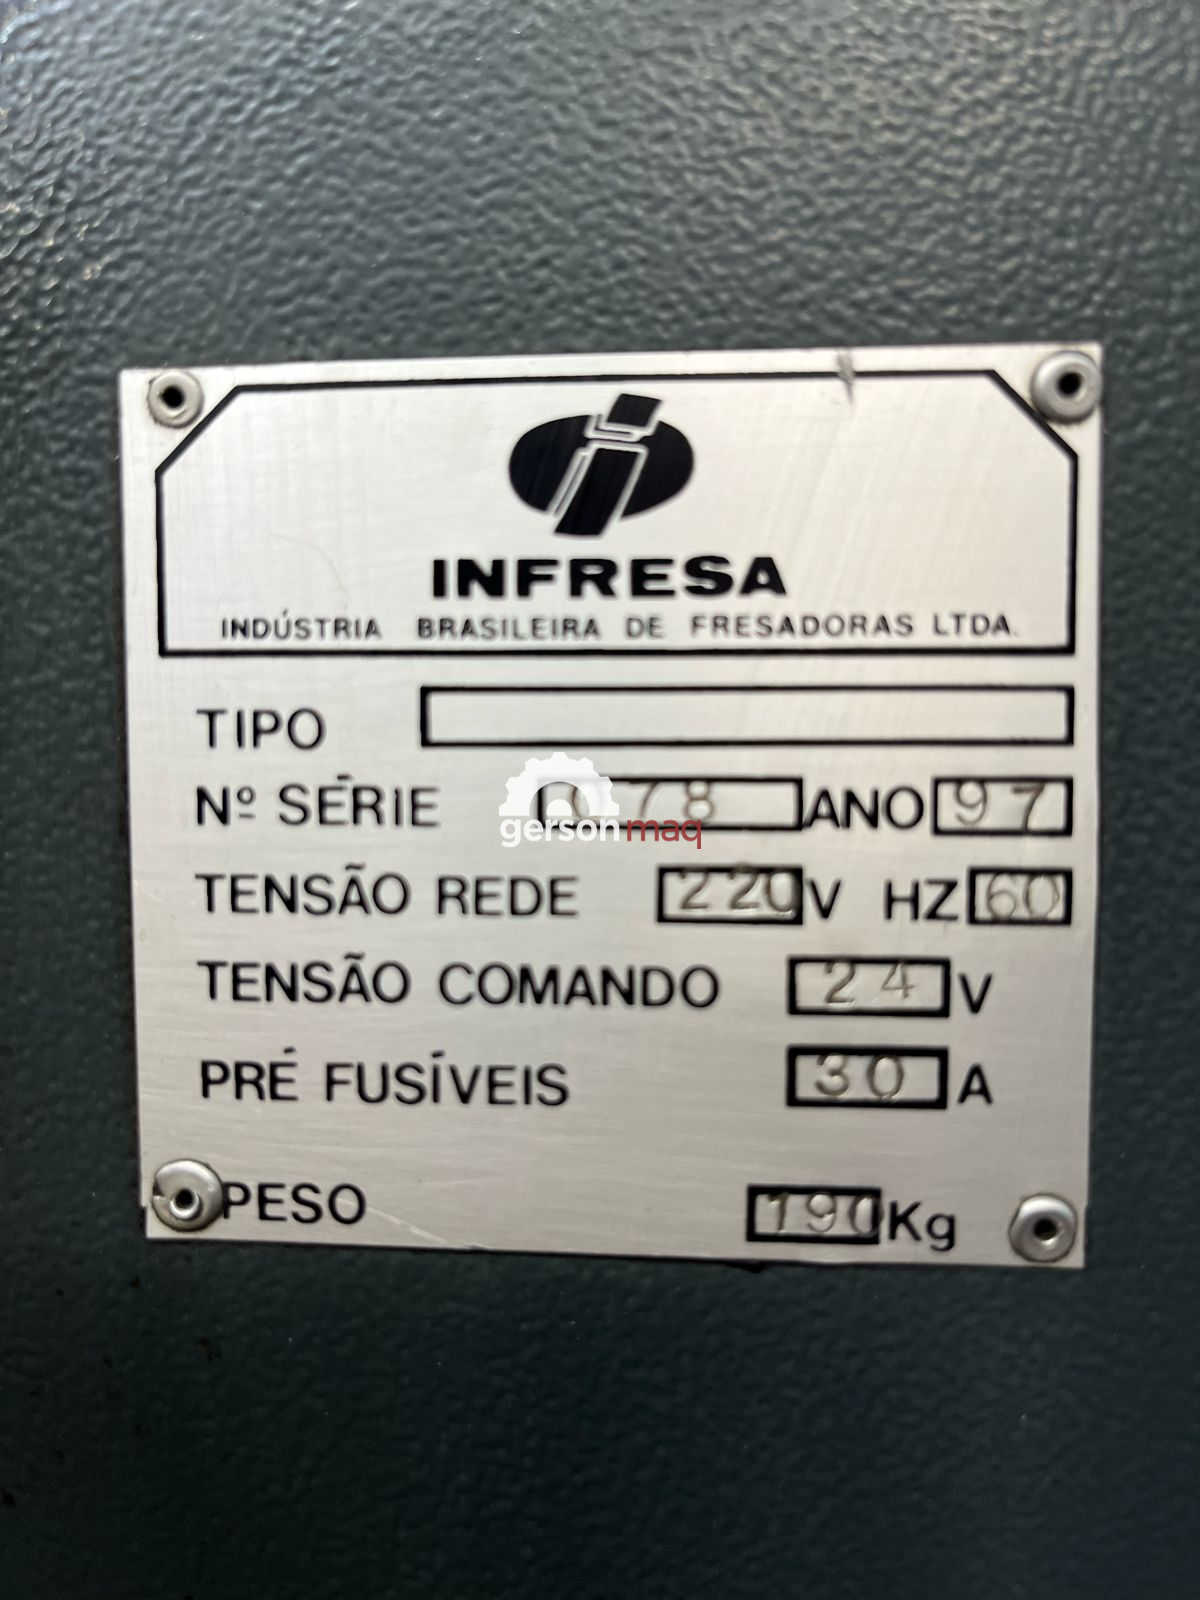 INFRESA
INDÚSTRIA BRASILEIRA DE FRESADORAS LTDA.
TIPO
Nº SÉRIE 078 ANO 97
gersonmaq
TENSÃO REDE 220 V HZ 60
TENSÃO COMANDO 24 V
PRÉ FUSÍVEIS 30 A
PESO 190 Kg